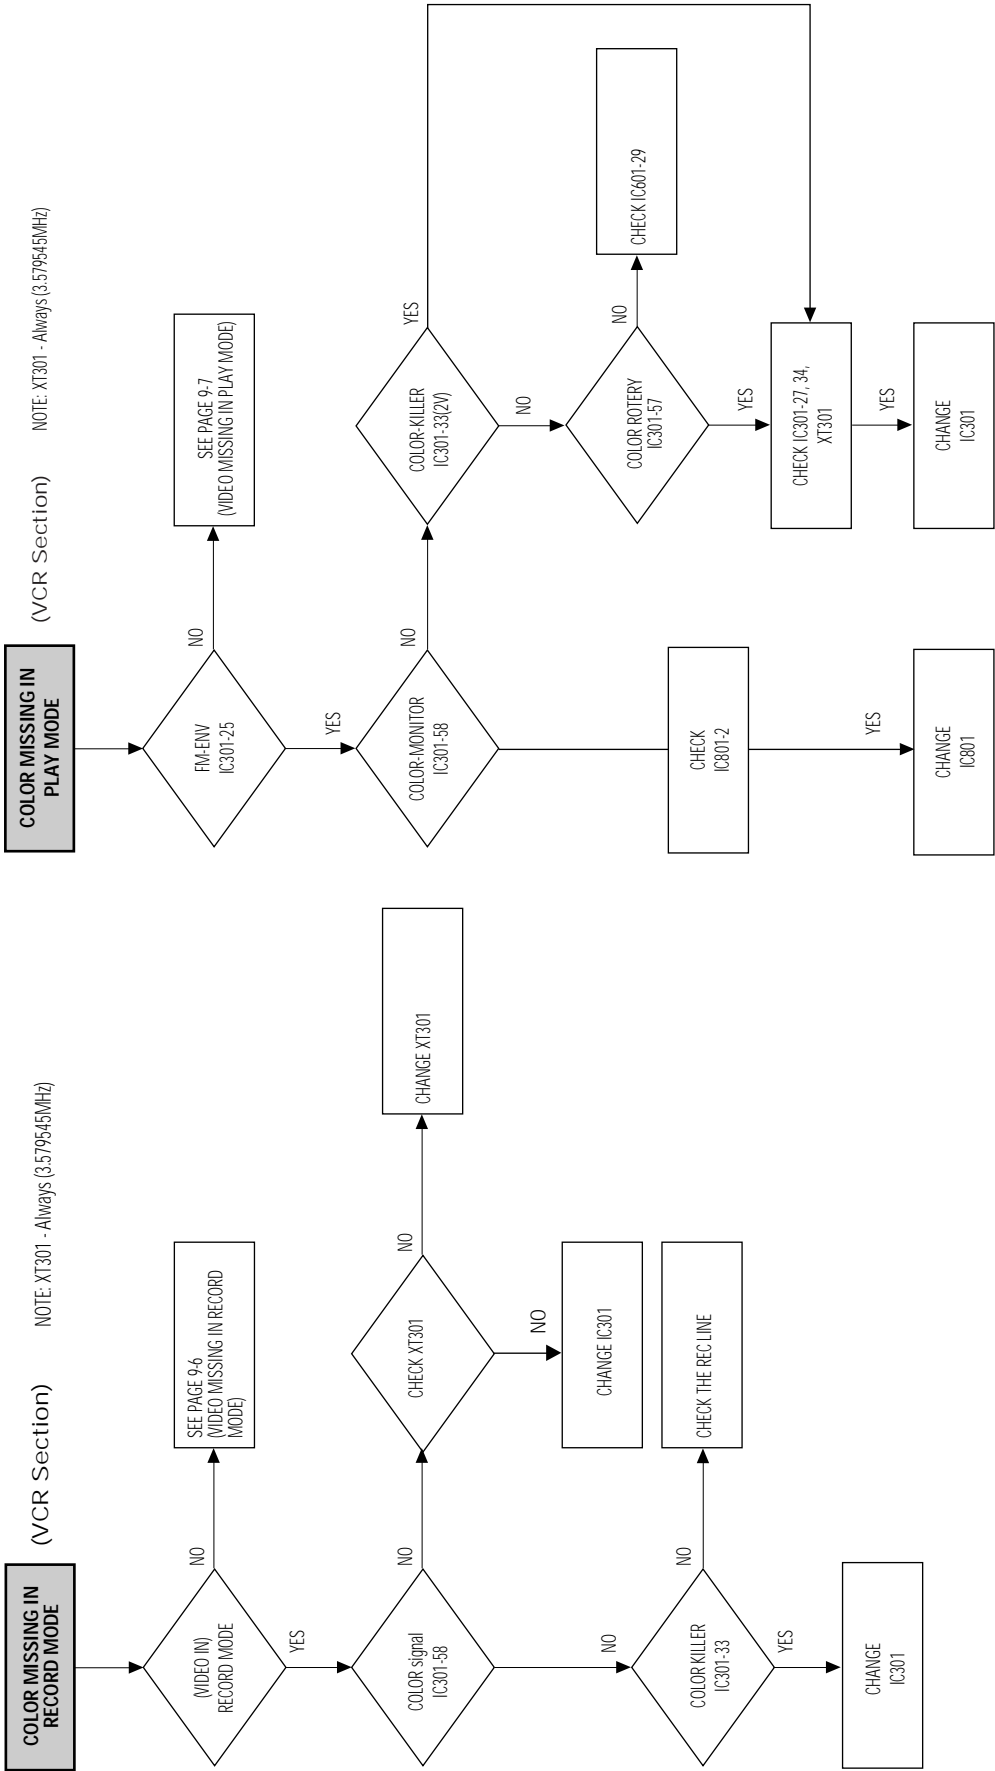 COLOR MISSING IN
RECORD MODE
(VCR Section)
NOTE: XT301 - Always (3.579545MHz)
(VIDEO IN)
RECORD MODE
NO
SEE PAGE 9-6
(VIDEO MISSING IN RECORD
MODE)
YES
COLOR signal
IC301-58
NO
CHECK XT301
NO
CHANGE XT301
NO
CHANGE IC301
NO
COLOR KILLER
IC301-33
NO
CHECK THE REC LINE
YES
CHANGE
IC301
COLOR MISSING IN
PLAY MODE
(VCR Section)
NOTE: XT301 - Always (3.579545MHz)
FM-ENV
IC301-25
NO
SEE PAGE 9-7
(VIDEO MISSING IN PLAY MODE)
YES
COLOR-MONITOR
IC301-58
NO
COLOR-KILLER
IC301-33(2V)
YES
NO
COLOR ROTERY
IC301-57
NO
CHECK IC601-29
YES
CHECK IC301-27, 34,
XT301
YES
CHANGE
IC301
CHECK
IC801-2
YES
CHANGE
IC801